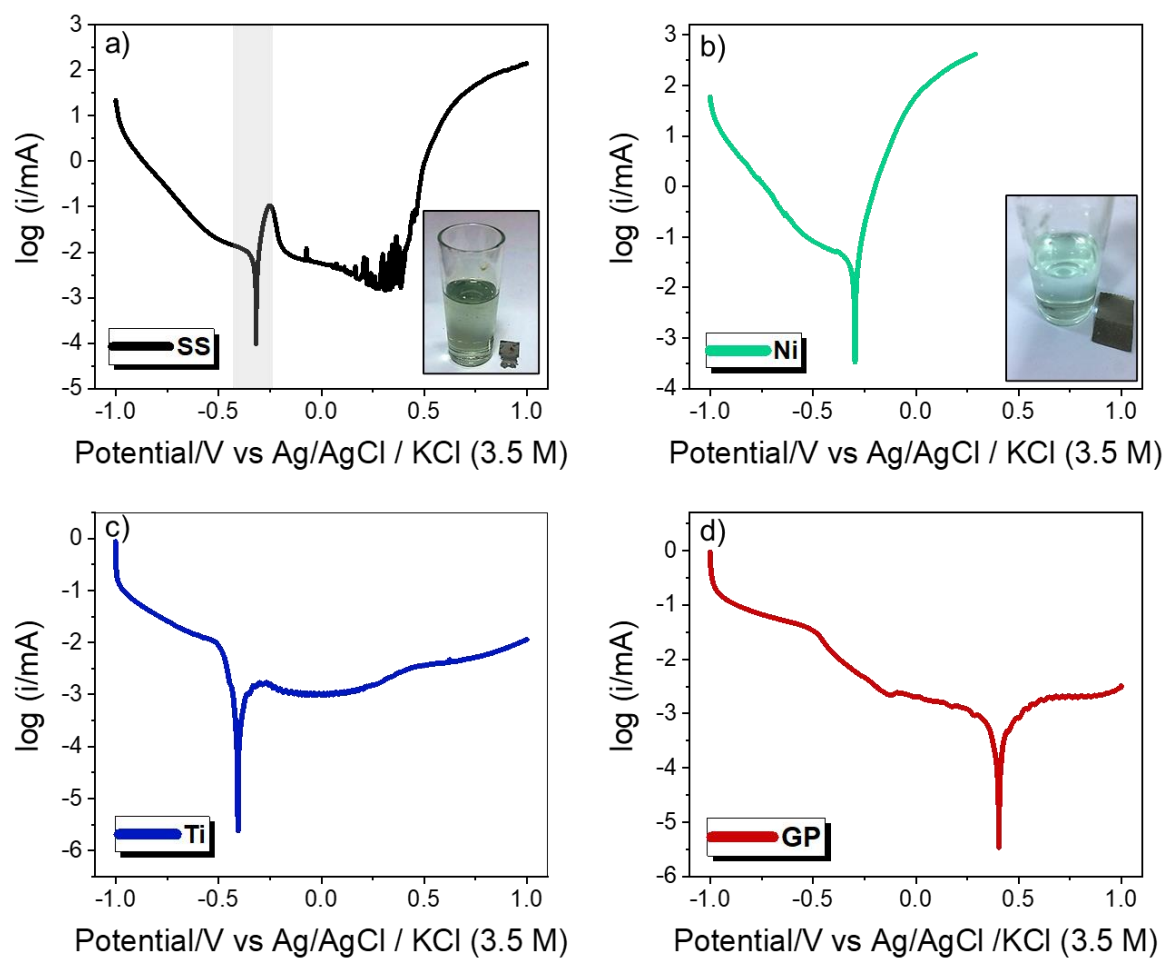 a)
3
2
1
0
-1
-2
-3
-4
-5
log (i/mA)
SS
-1.0 -0.5 0.0 0.5 1.0
Potential/V vs Ag/AgCl / KCl (3.5 M)
b)
3
2
1
0
-1
-2
-3
-4
log (i/mA)
Ni
-1.0 -0.5 0.0 0.5 1.0
Potential/V vs Ag/AgCl / KCl (3.5 M)
c)
0
-1
-2
-3
-4
-5
-6
log (i/mA)
Ti
-1.0 -0.5 0.0 0.5 1.0
Potential/V vs Ag/AgCl / KCl (3.5 M)
d)
0
-1
-2
-3
-4
-5
-6
log (i/mA)
GP
-1.0 -0.5 0.0 0.5 1.0
Potential/V vs Ag/AgCl /KCl (3.5 M)